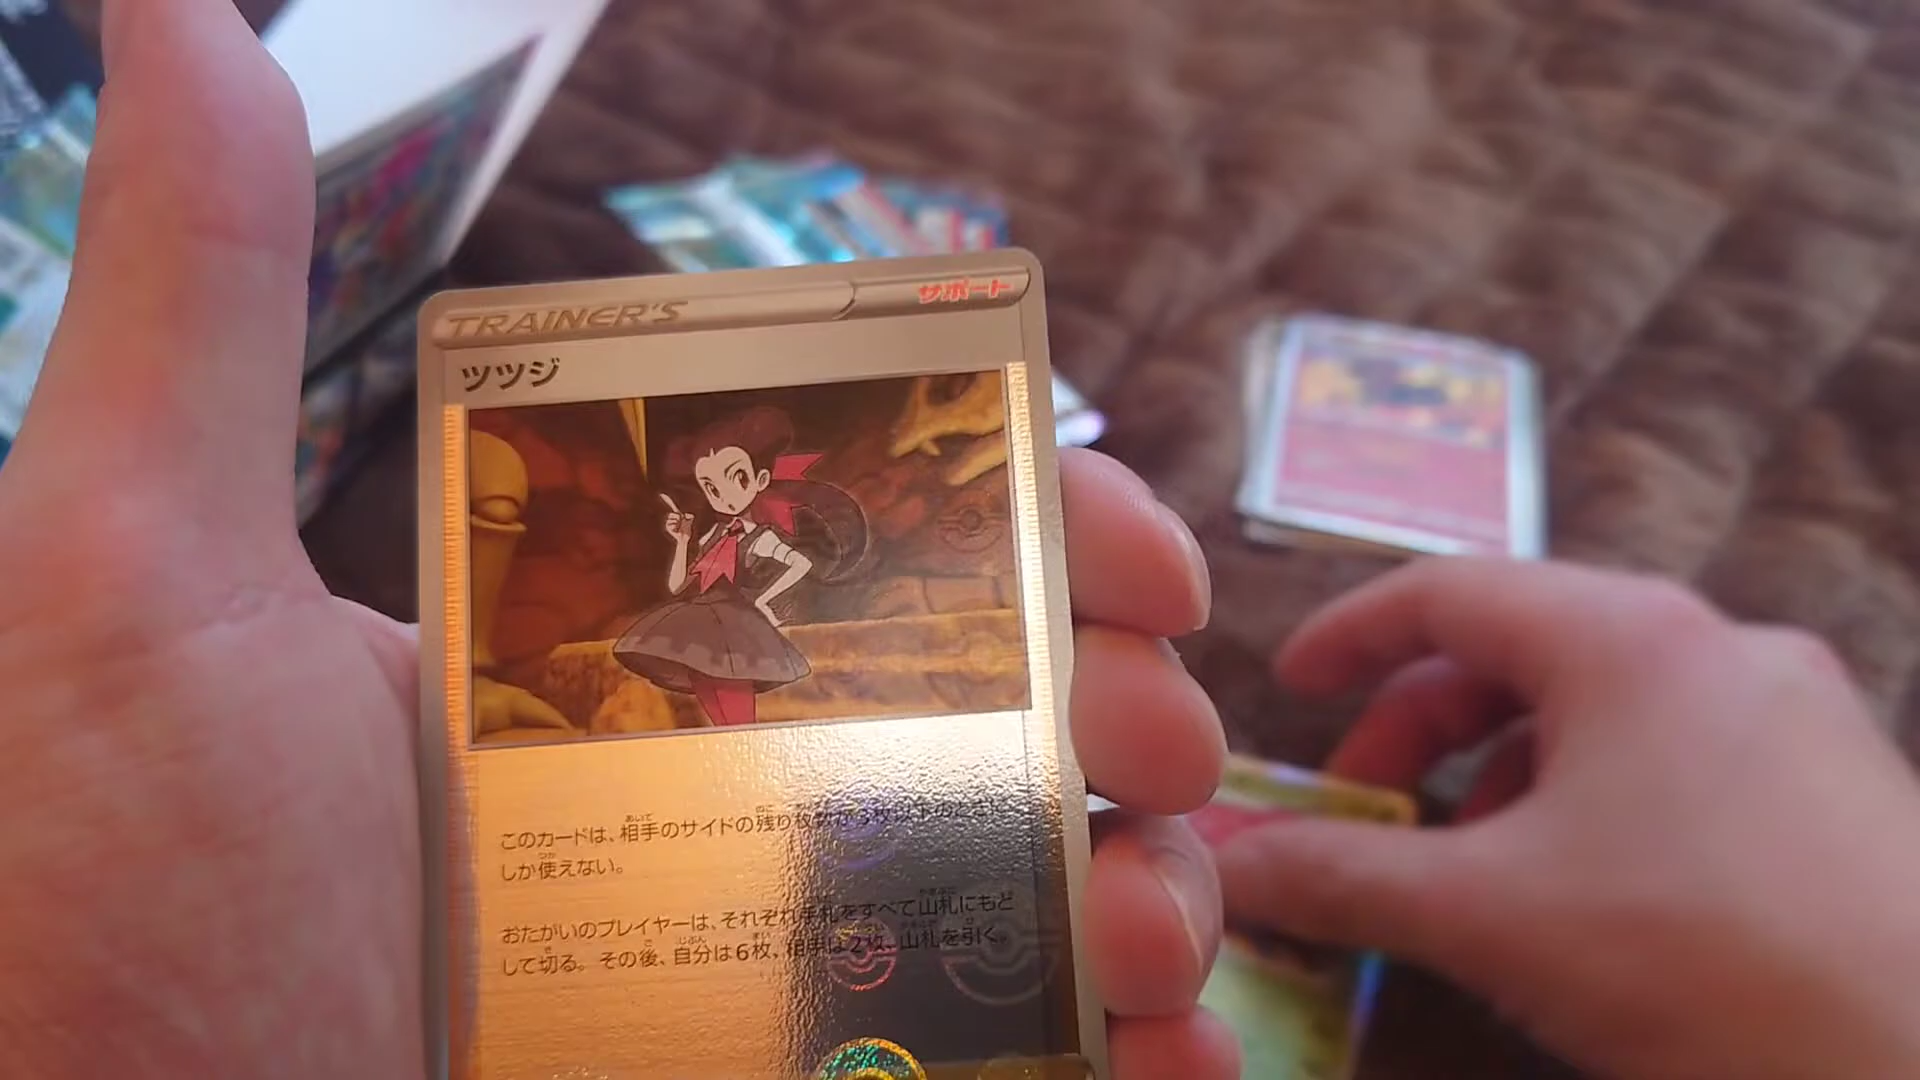 TRAINER'S
サポート
ツツジ
このカードは、相手のサイドの残り枚数が3枚以下のときに
しか使えない。
おたがいのプレイヤーは、それぞれ手札をすべて山札にもど
して切る。その後、自分は6枚、相手は2枚、山札を引く。